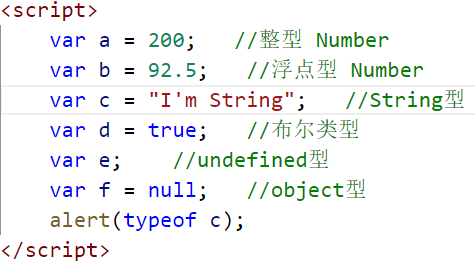 <script>
var a = 200; //整型 Number
var b = 92.5; //浮点型 Number
var c = "I'm String"; //String型
var d = true; //布尔类型
var e; //undefined型
var f = null; //object型
alert(typeof c);
</script>